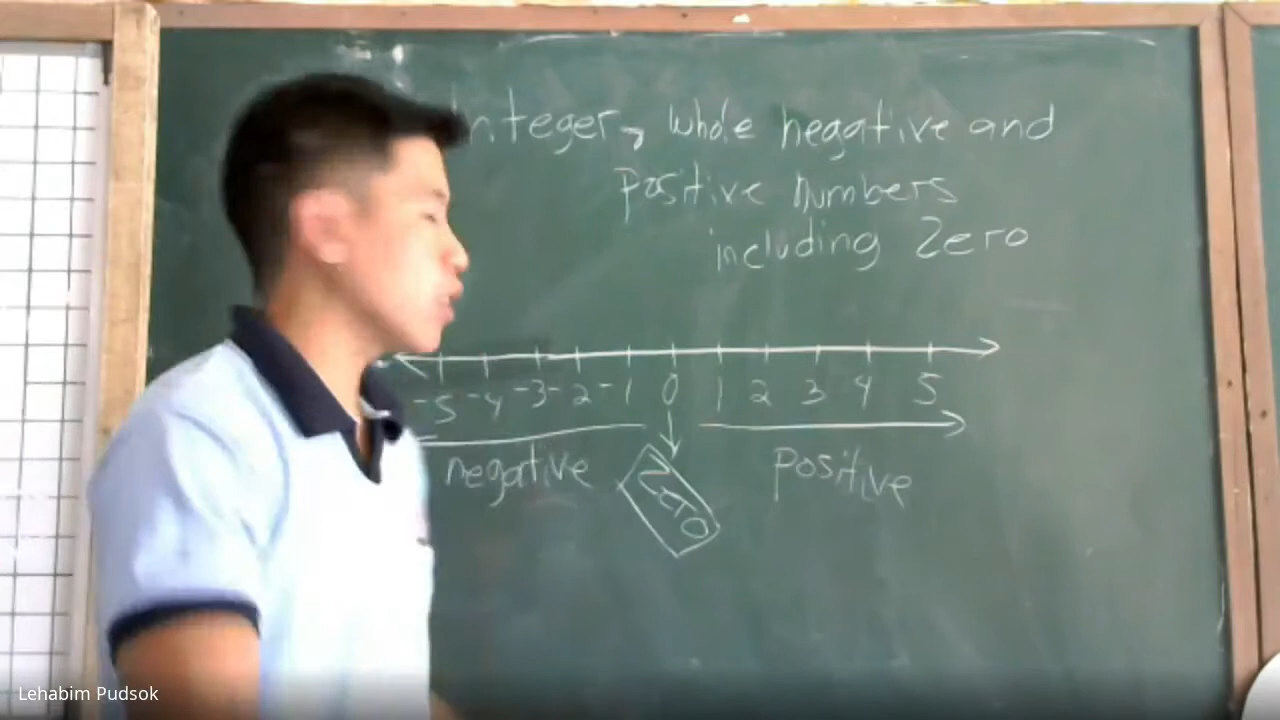 Integer, whole negative and
positive numbers
including Zero
-5 -4 -3 -2 -1 0 1 2 3 4 5
negative zero positive
Lehabim Pudsok